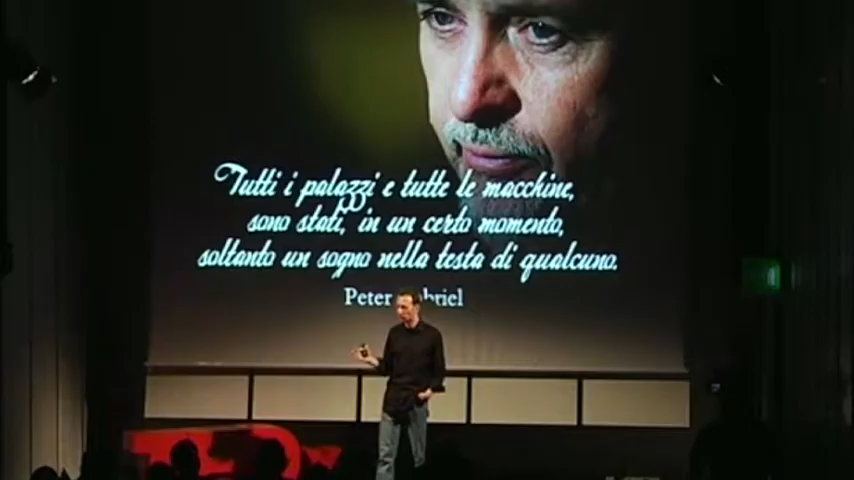 Tutti i palazzi e tutte le macchine,
sono stati, in un certo momento,
soltanto un sogno nella testa di qualcuno.
Peter